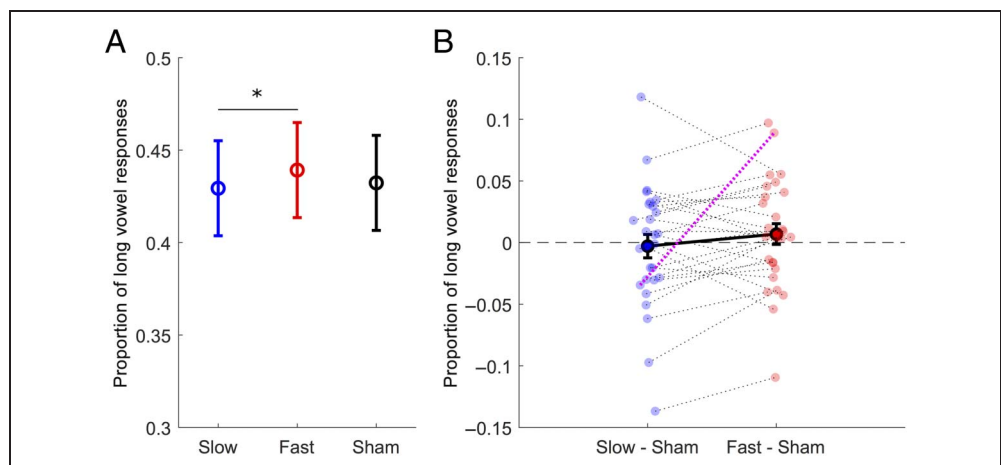 A
B
Proportion of long vowel responses
0.5
0.45
0.4
0.35
0.3
*
Slow
Fast
Sham
Proportion of long vowel responses
0.15
0.1
0.05
0
−0.05
−0.1
−0.15
Slow - Sham
Fast - Sham